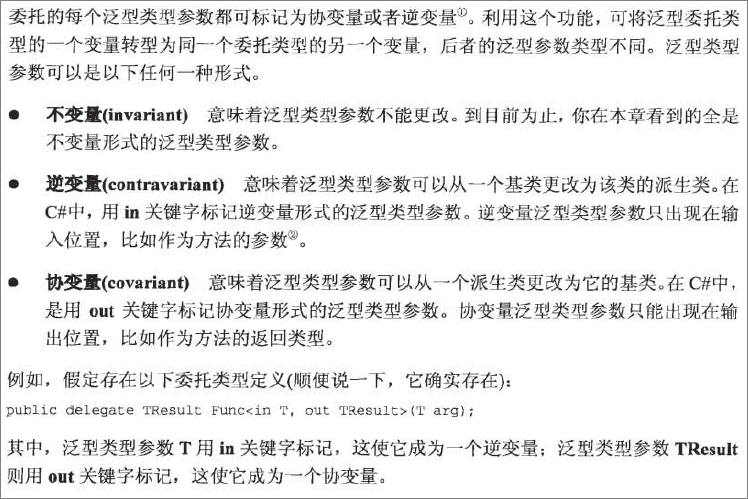 委托的每个泛型类型参数都可标记为协变量或者逆变量①。利用这个功能，可将泛型委托类
型的一个变量转型为同一个委托类型的另一个变量，后者的泛型参数类型不同。泛型类型
参数可以是以下任何一种形式。
● 不变量(invariant) 意味着泛型类型参数不能更改。到目前为止，你在本章看到的全是
不变量形式的泛型类型参数。
● 逆变量(contravariant) 意味着泛型类型参数可以从一个基类更改为该类的派生类。在
C#中，用 in 关键字标记逆变量形式的泛型类型参数。逆变量泛型类型参数只出现在输
入位置，比如作为方法的参数②。
● 协变量(covariant) 意味着泛型类型参数可以从一个派生类更改为它的基类。在 C#中，
是用 out 关键字标记协变量形式的泛型类型参数。协变量泛型类型参数只能出现在输
出位置，比如作为方法的返回类型。
例如，假定存在以下委托类型定义(顺便说一下，它确实存在)：
public delegate TResult Func<in T, out TResult>(T arg);
其中，泛型类型参数 T 用 in 关键字标记，这使它成为一个逆变量；泛型类型参数 TResult
则用 out 关键字标记，这使它成为一个协变量。